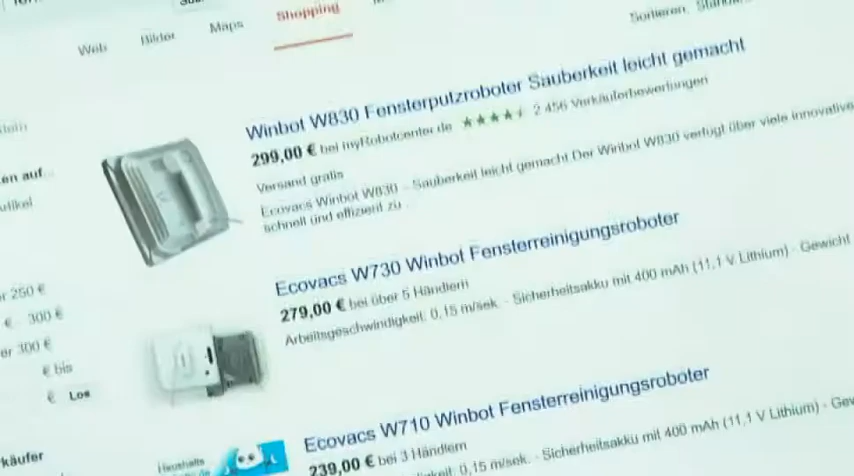 Web Bilder Maps Shopping
Sortieren:
Winbot W830 Fensterputzroboter Sauberkeit leicht gemacht
299,00 € bei myRobotcenter.de 2 456 Verkäuferbewertungen
Versand gratis
Ecovacs Winbot W830 - Sauberkeit leicht gemacht Der Winbot W830 verfügt über viele innovative
schnell und effizient zu
en auf...
Ecovacs W730 Winbot Fensterreinigungsroboter
279,00 € bei über 5 Händlern
Arbeitsgeschwindigkeit: 0,15 m/sek. · Sicherheitsakku mit 400 mAh (11,1 V Lithium) · Gewicht
250 €
€ 300 €
er 300 €
€ bis
€ Los
Ecovacs W710 Winbot Fensterreinigungsroboter
239,00 € bei 3 Händlern
0,15 m/sek. · Sicherheitsakku mit 400 mAh (11,1 V Lithium) · Gew
käufer
Haushalts